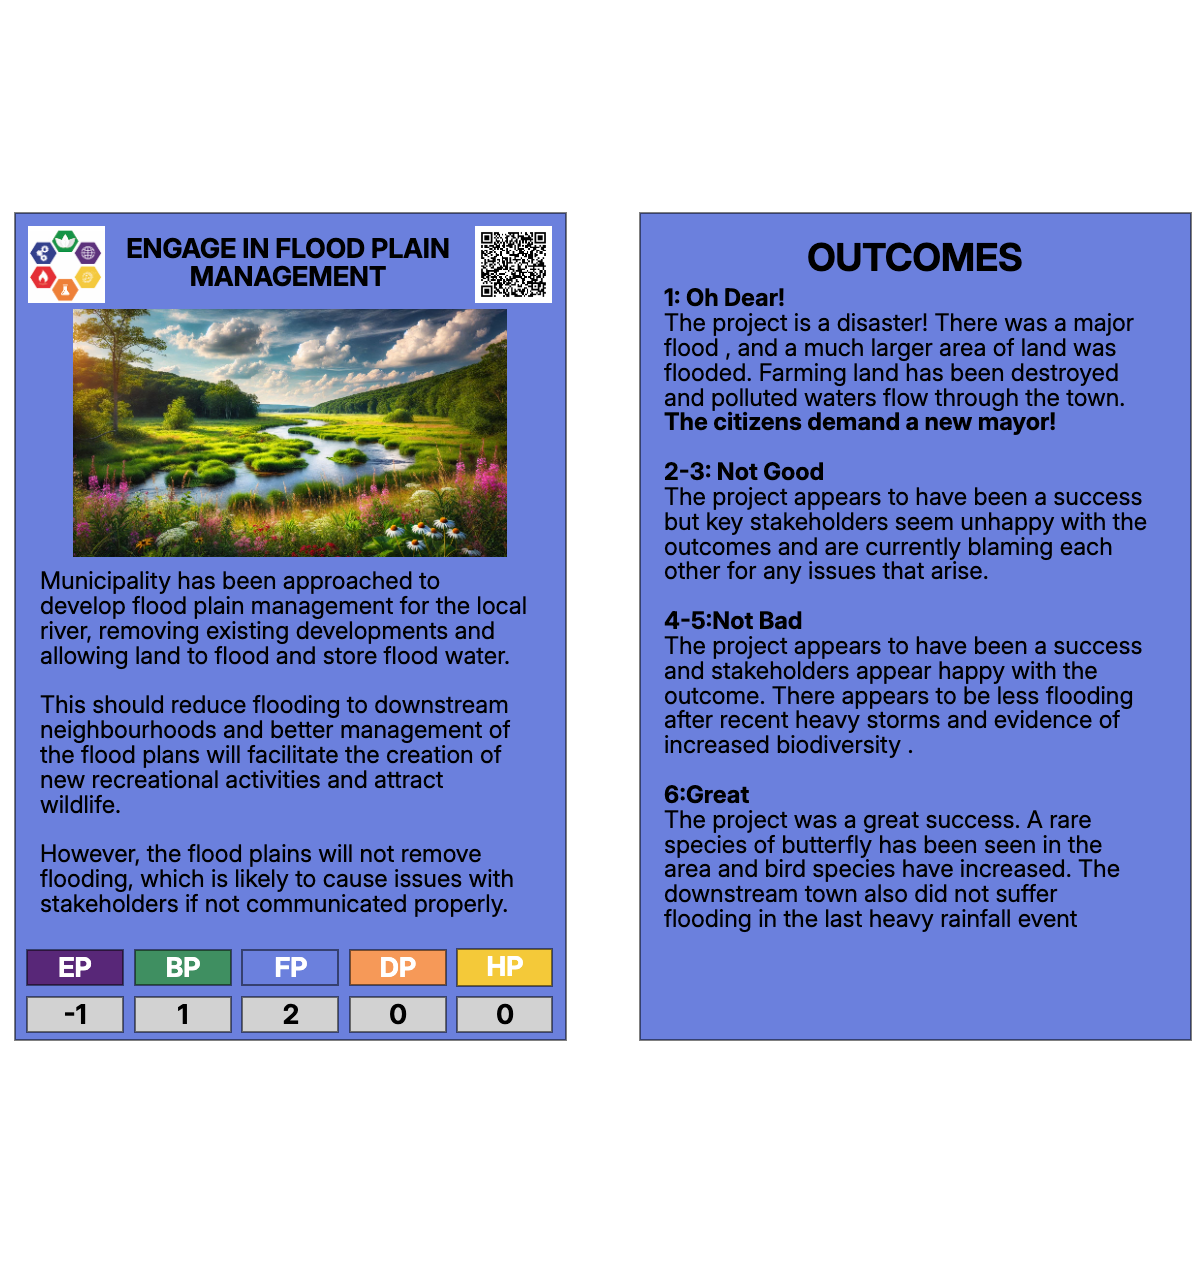 ENGAGE IN FLOOD PLAIN
MANAGEMENT
Municipality has been approached to
develop flood plain management for the local
river, removing existing developments and
allowing land to flood and store flood water.
This should reduce flooding to downstream
neighbourhoods and better management of
the flood plans will facilitate the creation of
new recreational activities and attract
wildlife.
However, the flood plains will not remove
flooding, which is likely to cause issues with
stakeholders if not communicated properly.
EP BP FP DP HP
-1 1 2 0 0
OUTCOMES
1: Oh Dear!
The project is a disaster! There was a major
flood , and a much larger area of land was
flooded. Farming land has been destroyed
and polluted waters flow through the town.
The citizens demand a new mayor!
2-3: Not Good
The project appears to have been a success
but key stakeholders seem unhappy with the
outcomes and are currently blaming each
other for any issues that arise.
4-5:Not Bad
The project appears to have been a success
and stakeholders appear happy with the
outcome. There appears to be less flooding
after recent heavy storms and evidence of
increased biodiversity .
6:Great
The project was a great success. A rare
species of butterfly has been seen in the
area and bird species have increased. The
downstream town also did not suffer
flooding in the last heavy rainfall event